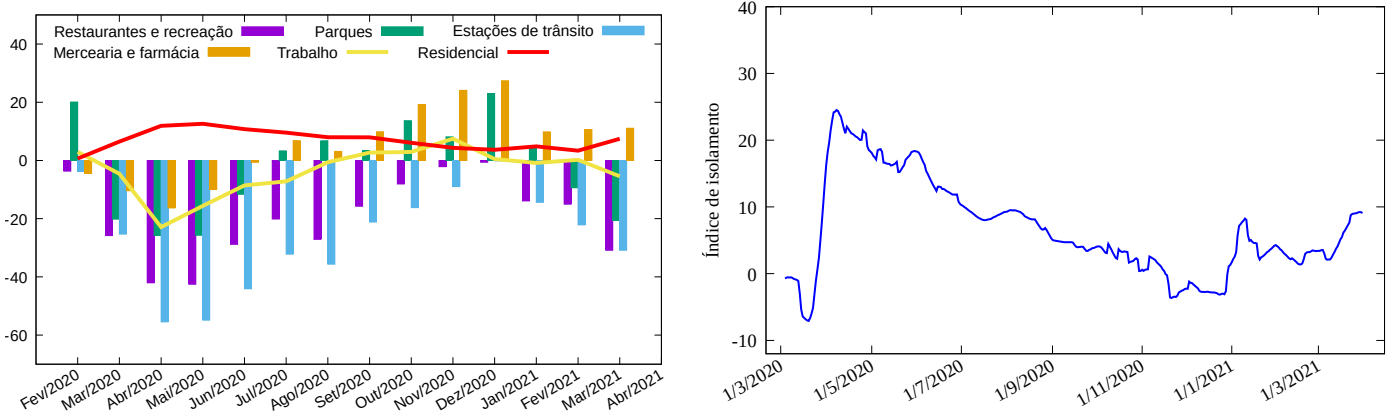 Restaurantes e recreação Parques Estações de trânsito
Mercearia e farmácia Trabalho Residencial
40
20
0
-20
-40
-60
Fev/2020 Mar/2020 Abr/2020 Mai/2020 Jun/2020 Jul/2020 Ago/2020 Set/2020 Out/2020 Nov/2020 Dez/2020 Jan/2021 Fev/2021 Mar/2021 Abr/2021
Índice de isolamento
40
30
20
10
0
-10
1/3/2020 1/5/2020 1/7/2020 1/9/2020 1/11/2020 1/1/2021 1/3/2021